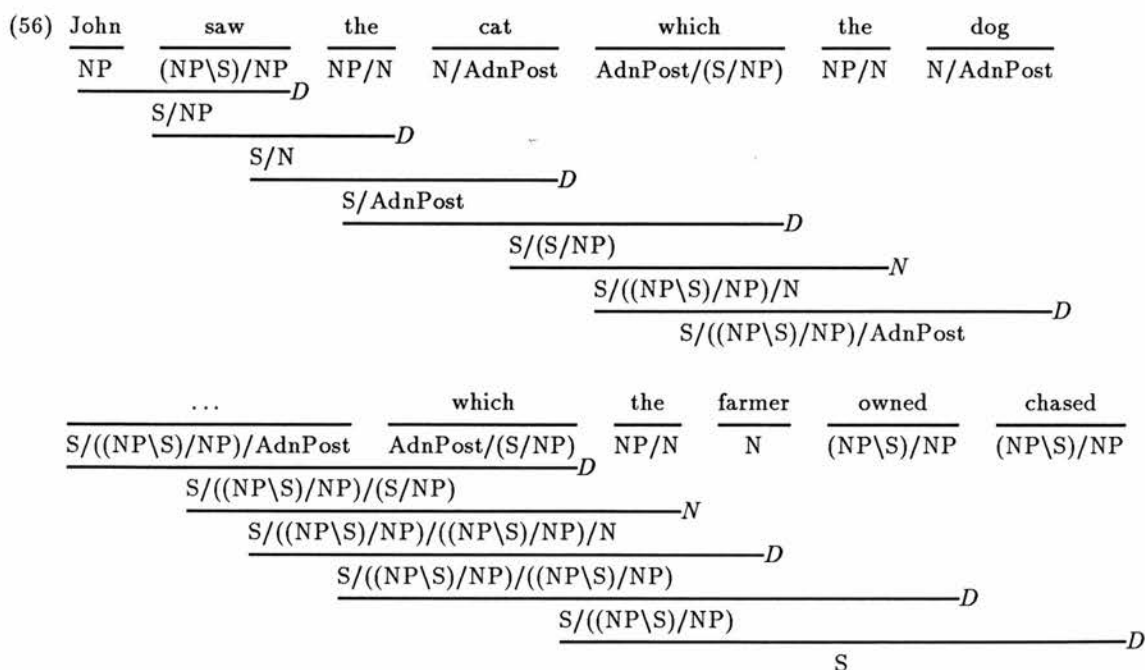 (56) John saw the cat which the dog
NP (NP\S)/NP NP/N N/AdnPost AdnPost/(S/NP) NP/N N/AdnPost
D
S/NP
D
S/N
D
S/AdnPost
D
S/(S/NP)
N
S/((NP\S)/NP)/N
D
S/((NP\S)/NP)/AdnPost
... which the farmer owned chased
S/((NP\S)/NP)/AdnPost AdnPost/(S/NP) NP/N N (NP\S)/NP (NP\S)/NP
D
S/((NP\S)/NP)/(S/NP)
N
S/((NP\S)/NP)/((NP\S)/NP)/N
D
S/((NP\S)/NP)/((NP\S)/NP)
D
S/((NP\S)/NP)
D
S